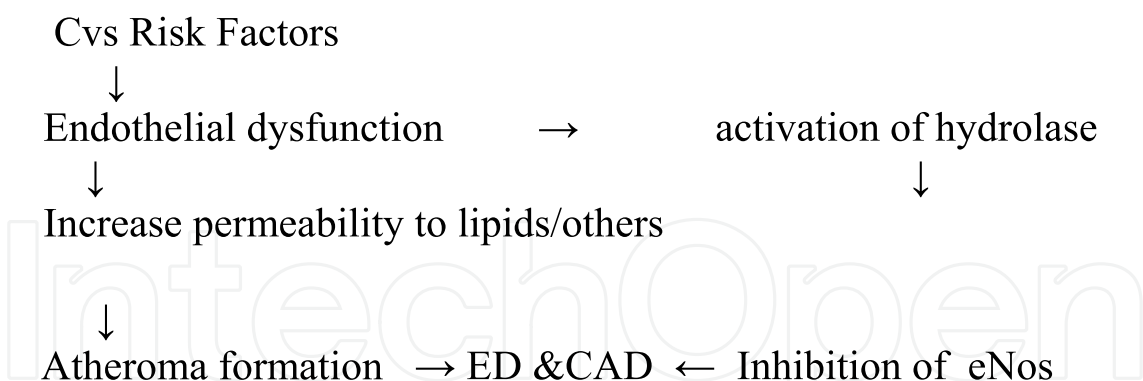 Cvs Risk Factors
↓
Endothelial dysfunction → activation of hydrolase
↓ ↓
Increase permeability to lipids/others
↓
Atheroma formation → ED &CAD ← Inhibition of eNos
IntechOpen